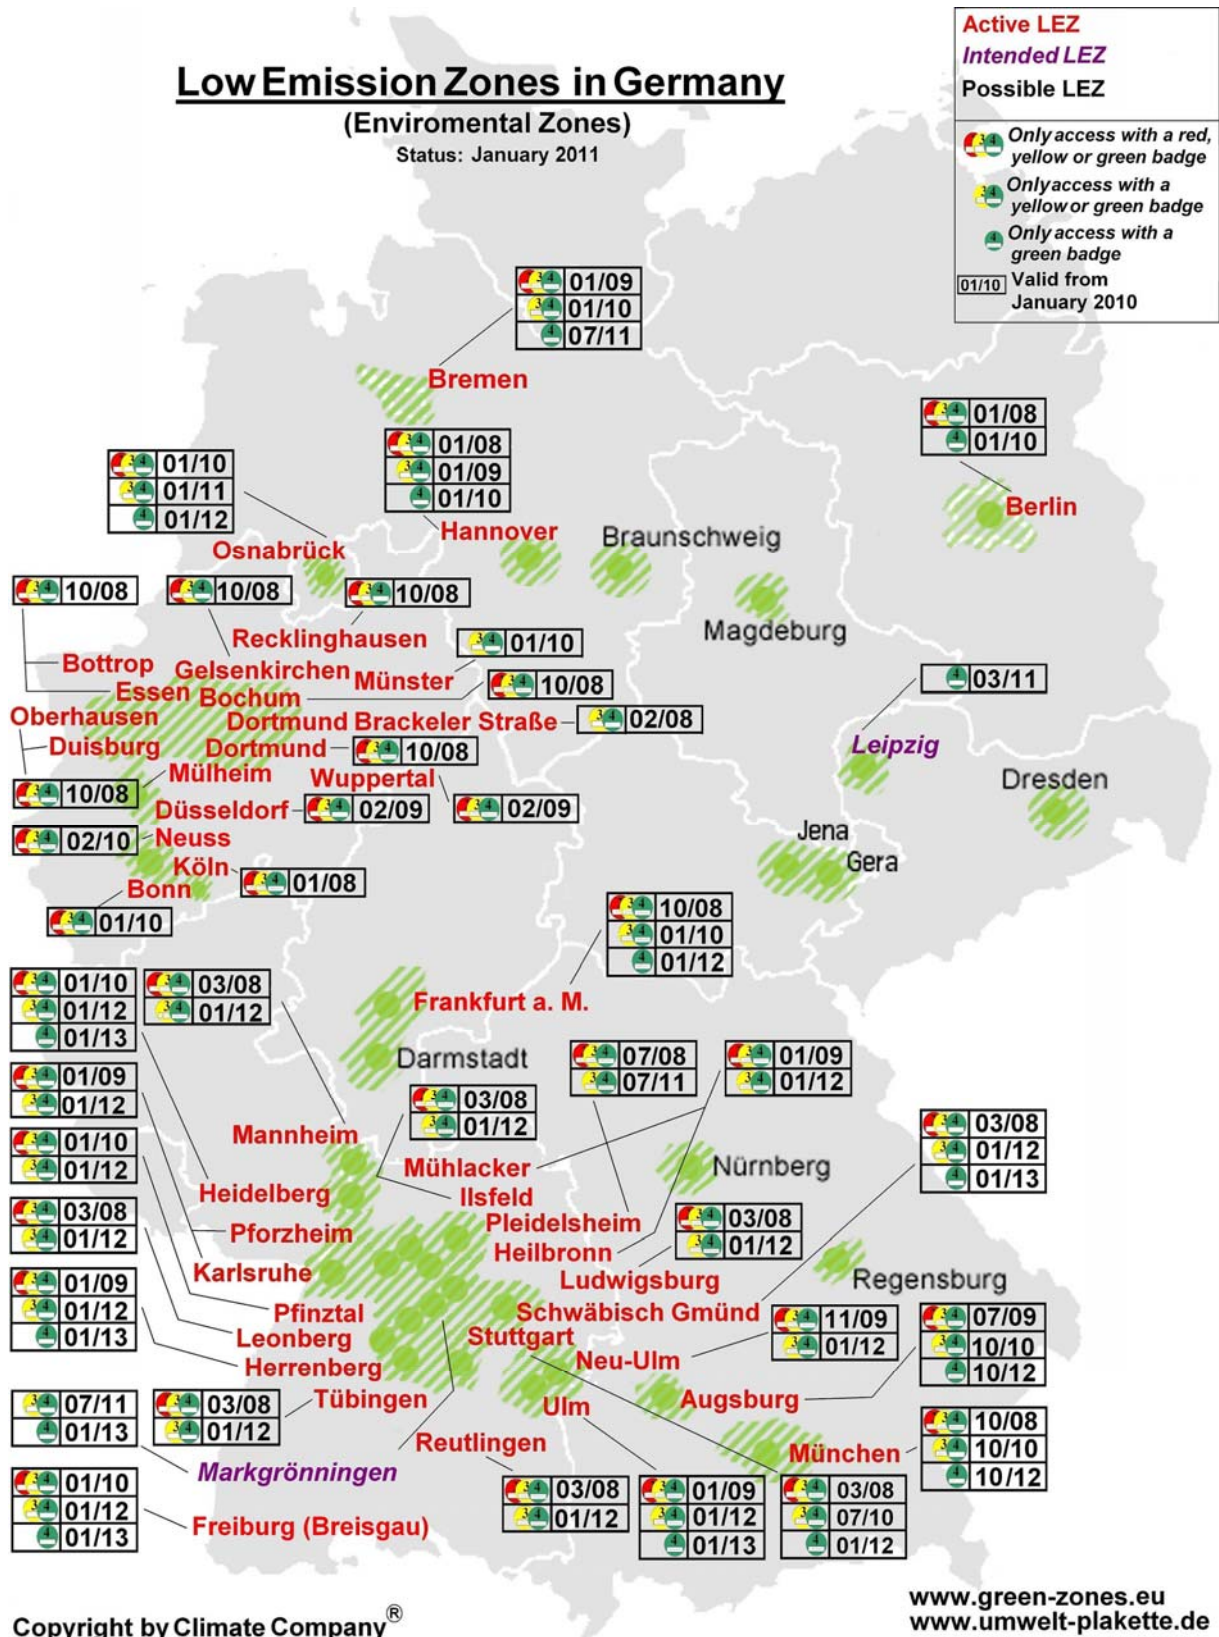 Low Emission Zones in Germany
(Enviromental Zones)
Status: January 2011
Active LEZ
Intended LEZ
Possible LEZ
Only access with a red,
yellow or green badge
Only access with a
yellow or green badge
Only access with a
green badge
01/10 Valid from
January 2010
01/09
01/10
07/11
Bremen
01/08
01/10
Berlin
01/08
01/09
01/10
Hannover
01/10
01/11
01/12
Osnabrück
Braunschweig
Magdeburg
10/08
10/08
10/08
Recklinghausen
01/10
Bottrop
Gelsenkirchen
Münster
Essen
Bochum
10/08
03/11
Oberhausen
Dortmund Brackeler Straße
02/08
Duisburg
Dortmund
10/08
Leipzig
Mülheim
Wuppertal
Dresden
10/08
Düsseldorf
02/09
02/09
02/10
Neuss
Jena
Köln
01/08
Gera
Bonn
01/10
10/08
01/10
01/12
Frankfurt a. M.
01/10
01/12
01/13
03/08
01/12
Darmstadt
07/08
07/11
01/09
01/12
01/09
01/12
03/08
01/12
03/08
01/12
01/13
Mannheim
01/10
01/12
Mühlacker
Nürnberg
Heidelberg
Ilsfeld
03/08
01/12
Pforzheim
Pleidelsheim
03/08
01/12
Heilbronn
Karlsruhe
Ludwigsburg
Regensburg
01/09
01/12
01/13
Pfinztal
Schwäbisch Gmünd
11/09
01/12
07/09
10/10
10/12
Leonberg
Stuttgart
Herrenberg
Neu-Ulm
07/11
01/13
03/08
01/12
Tübingen
Ulm
Augsburg
Reutlingen
München
10/08
10/10
10/12
Markgrönningen
01/10
01/12
01/13
Freiburg (Breisgau)
03/08
01/12
01/09
01/12
01/13
03/08
07/10
01/12
Copyright by Climate Company®
www.green-zones.eu
www.umwelt-plakette.de